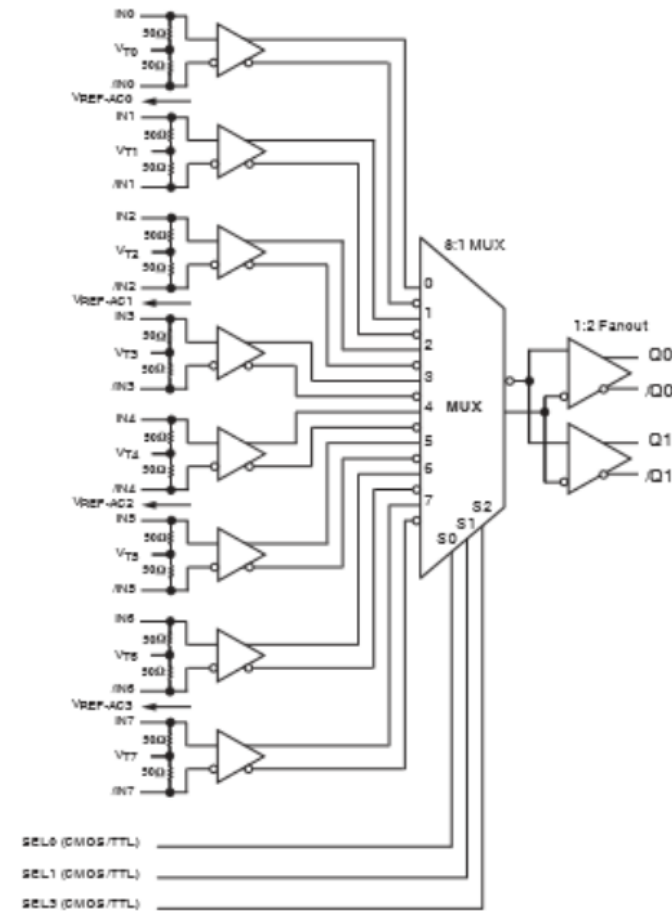 IN0
50Ω
VT0
50Ω
/IN0
VREF-AC0
IN1
50Ω
VT1
50Ω
/IN1
IN2
50Ω
VT2
50Ω
/IN2
VREF-AC1
IN3
50Ω
VT3
50Ω
/IN3
IN4
50Ω
VT4
50Ω
/IN4
VREF-AC2
IN5
50Ω
VT5
50Ω
/IN5
IN6
50Ω
VT6
50Ω
/IN6
VREF-AC3
IN7
50Ω
VT7
50Ω
/IN7
SEL0 (CMOS/TTL)
SEL1 (CMOS/TTL)
SEL3 (CMOS/TTL)
8:1 MUX
0
1
2
3
4
5
6
7
MUX
S0
S1
S2
1:2 Fanout
Q0
/Q0
Q1
/Q1